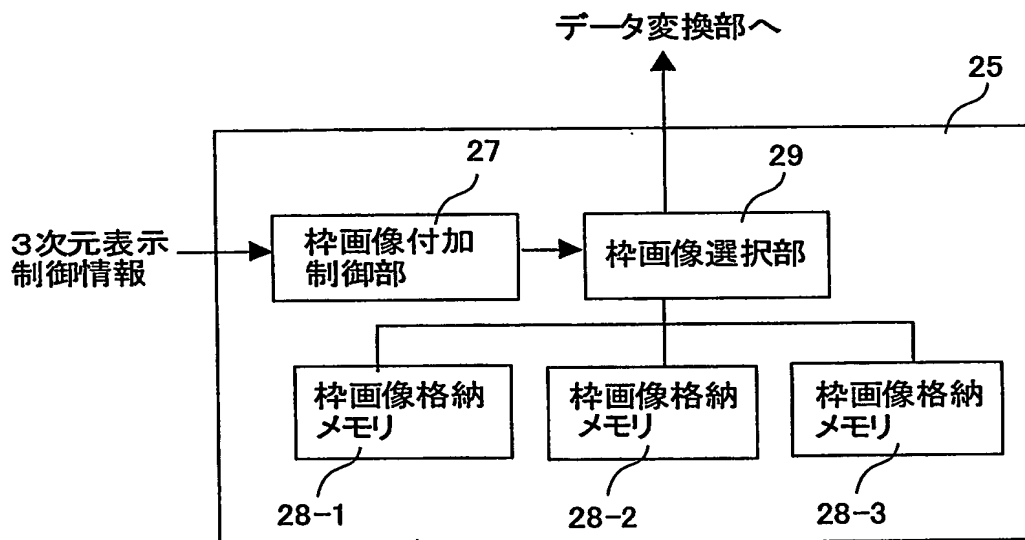 データ変換部へ
25
27
29
3次元表示
制御情報
枠画像付加
制御部
枠画像選択部
枠画像格納
メモリ
枠画像格納
メモリ
枠画像格納
メモリ
28-1
28-2
28-3